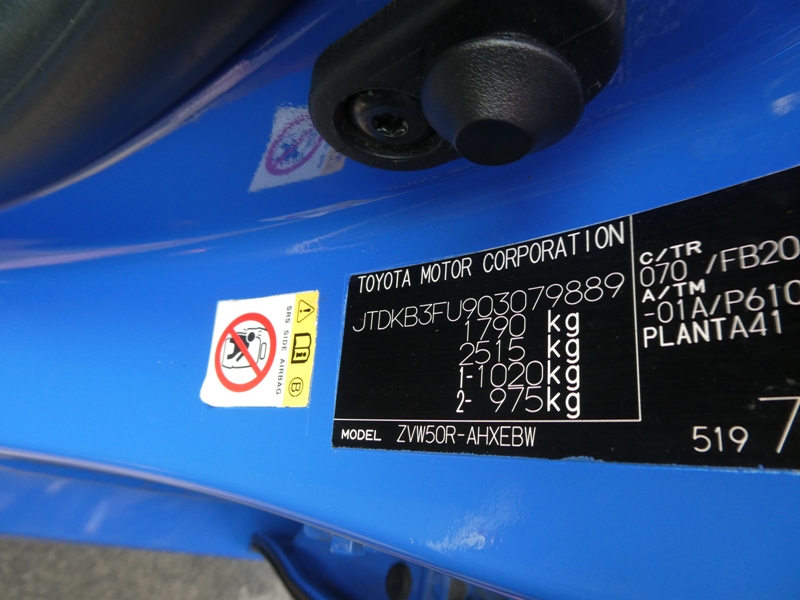 TOYOTA MOTOR CORPORATION
JTDKB3FU903079889
1790 kg
2515 kg
1-1020kg
2- 975kg
MODEL ZVW50R-AHXEBW
C/TR
070 /FB20
A/TM
-01A/P610
PLANTA41
519 7
SRS SIDE AIRBAG
B